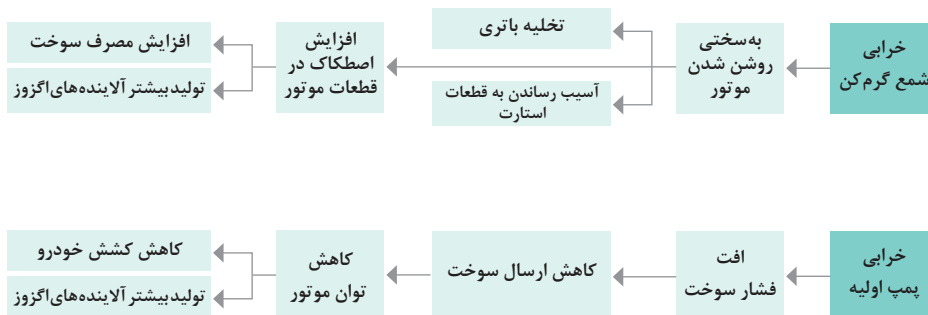 خرابی
شمع گرم‌کن
به‌سختی
روشن شدن
موتور
تخلیه باتری
آسیب رساندن به قطعات
استارت
افزایش
اصطکاک در
قطعات موتور
افزایش مصرف سوخت
تولیدبیشتر آلاینده‌های‌اگزوز
خرابی
پمپ اولیه
افت
فشار سوخت
کاهش ارسال سوخت
کاهش
توان موتور
کاهش کشش خودرو
تولیدبیشتر آلاینده‌های‌اگزوز